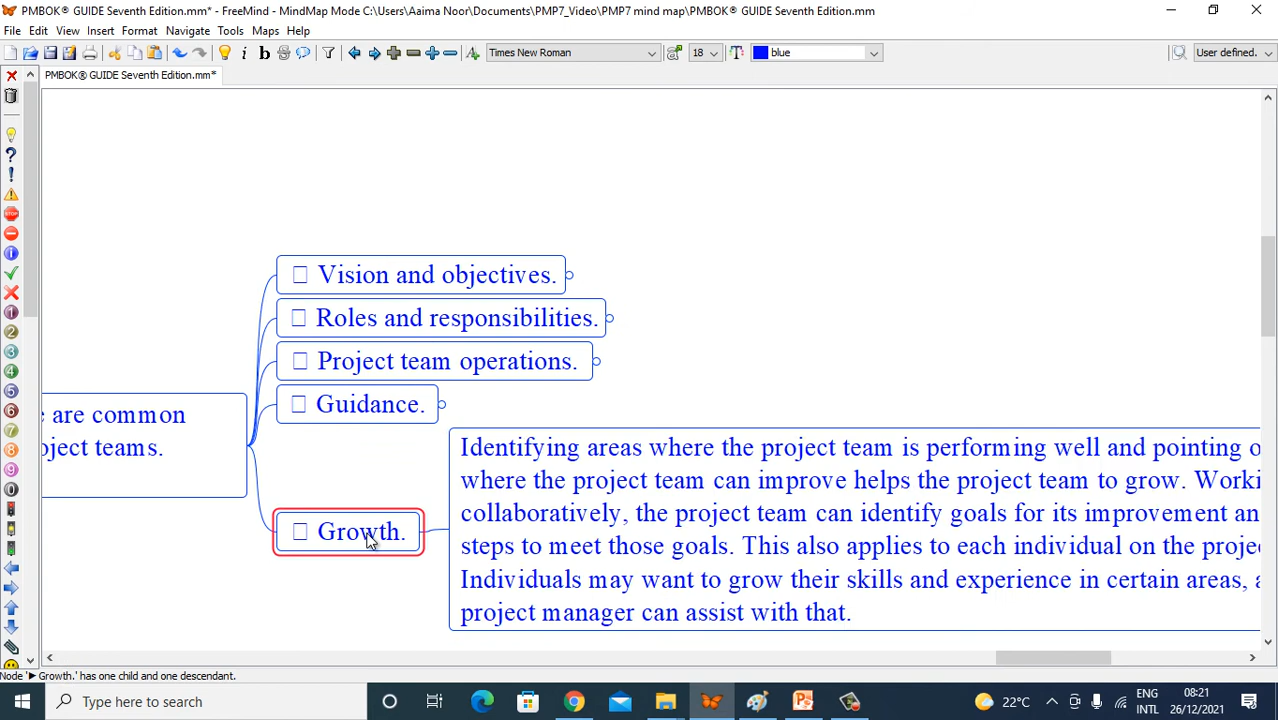 PMBOK® GUIDE Seventh Edition.mm* - FreeMind - MindMap Mode C:\Users\Aaima Noor\Documents\PMP7_Video\PMP7 mind map\PMBOK® GUIDE Seventh Edition.mm
File Edit View Insert Format Navigate Tools Maps Help
Times New Roman 18 blue User defined.
PMBOK® GUIDE Seventh Edition.mm*
Vision and objectives.
Roles and responsibilities.
Project team operations.
Guidance.
are common
teams.
Growth.
Identifying areas where the project team is performing well and pointing
where the project team can improve helps the project team to grow.
collaboratively, the project team can identify goals for its improvement
steps to meet those goals. This also applies to each individual on the
Individuals may want to grow their skills and experience in certain areas,
project manager can assist with that.
Node '►Growth.' has one child and one descendant.
Type here to search
22°C
ENG
INTL
08:21
26/12/2021